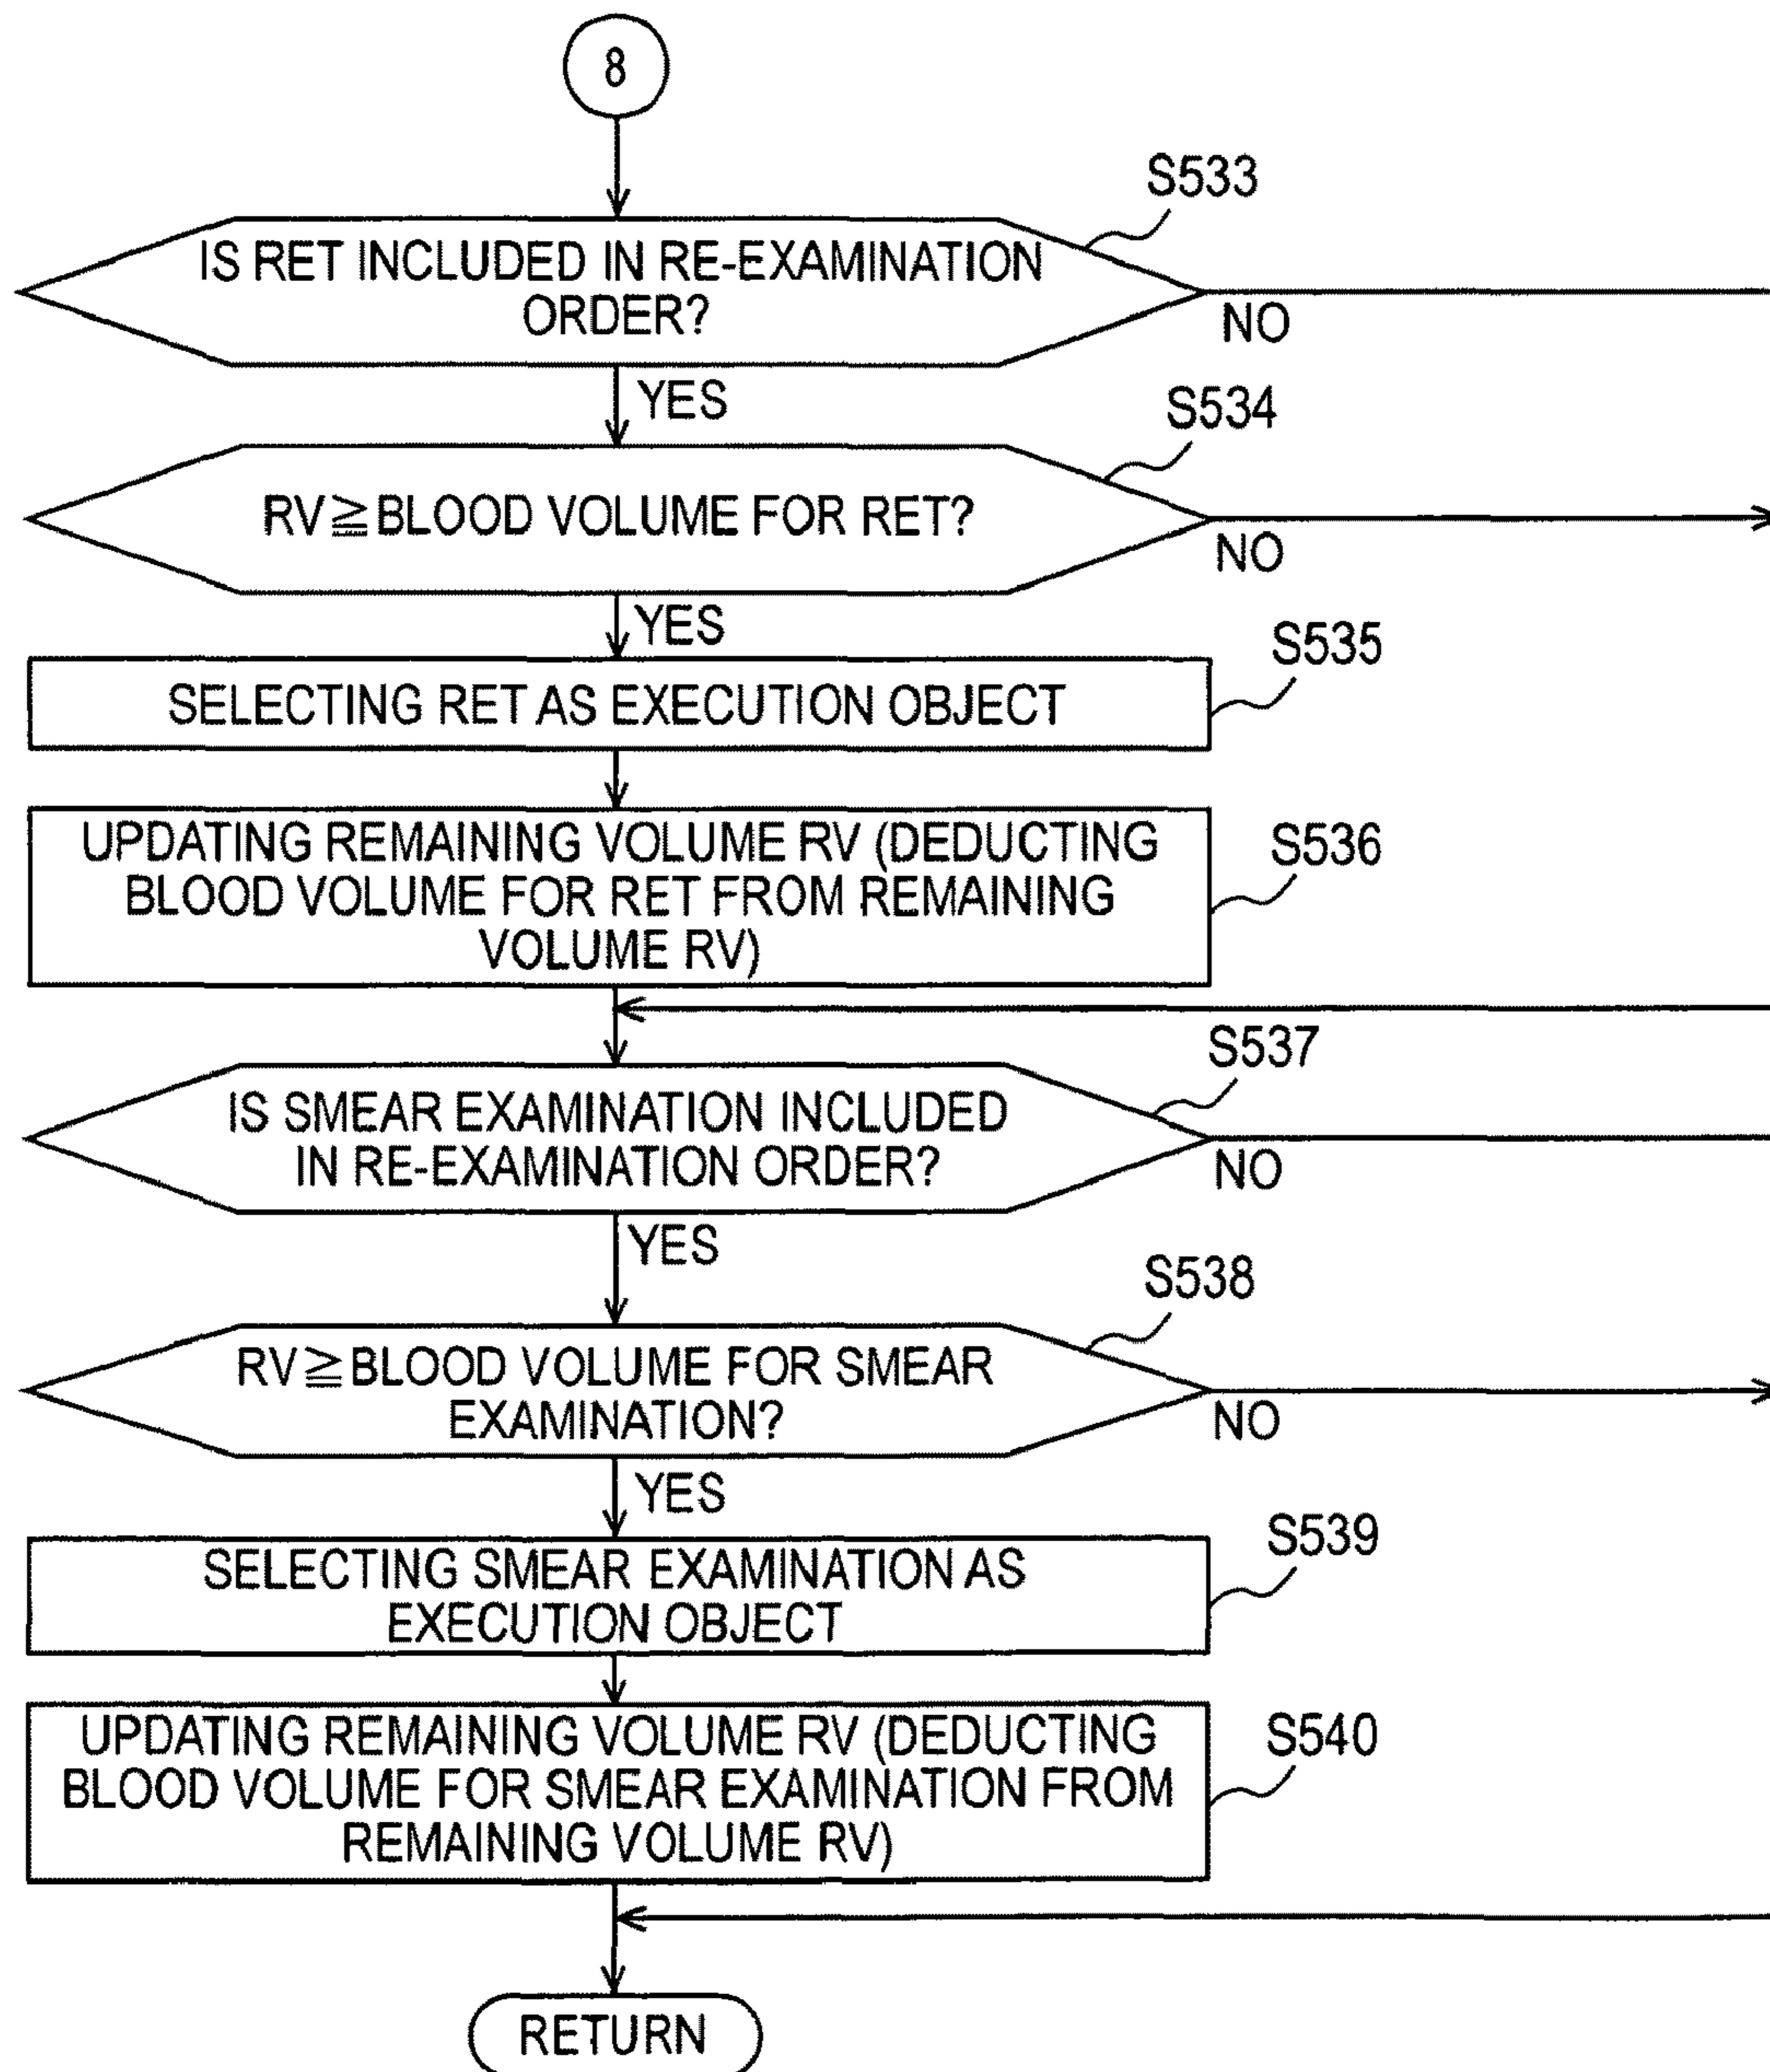 8
S533
IS RET INCLUDED IN RE-EXAMINATION
ORDER?
NO
YES
S534
RV≧BLOOD VOLUME FOR RET?
NO
YES
S535
SELECTING RET AS EXECUTION OBJECT
UPDATING REMAINING VOLUME RV (DEDUCTING
BLOOD VOLUME FOR RET FROM REMAINING
VOLUME RV)
S536
S537
IS SMEAR EXAMINATION INCLUDED
IN RE-EXAMINATION ORDER?
NO
YES
S538
RV≧BLOOD VOLUME FOR SMEAR
EXAMINATION?
NO
YES
S539
SELECTING SMEAR EXAMINATION AS
EXECUTION OBJECT
UPDATING REMAINING VOLUME RV (DEDUCTING
BLOOD VOLUME FOR SMEAR EXAMINATION FROM
REMAINING VOLUME RV)
S540
RETURN